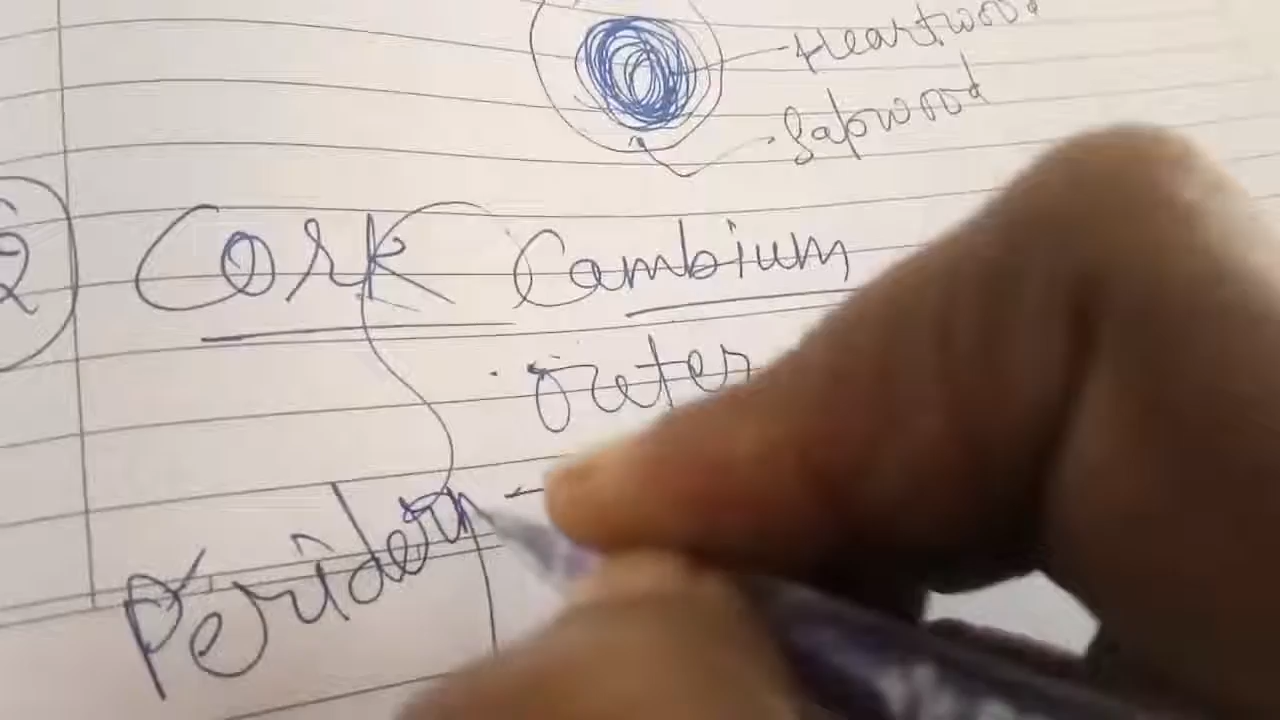 Heartwood
Sapwood
2 Cork Cambium
outer
Periderm